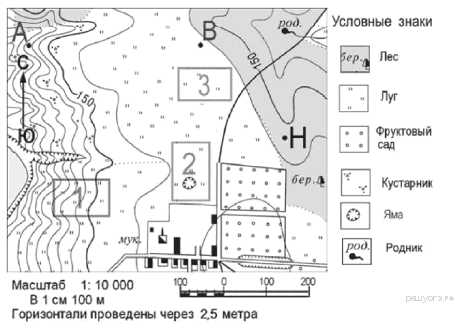 А
В
род.
Условные знаки
С
150
бер.
Лес
150
3
Луг
Ю
Н
Фруктовый
сад
2
бер.
1
Кустарник
Яма
мук.
род.
Родник
Масштаб 1: 10 000
В 1 см 100 м
100 0 100 200
Горизонтали проведены через 2,5 метра
решуогэ.рф